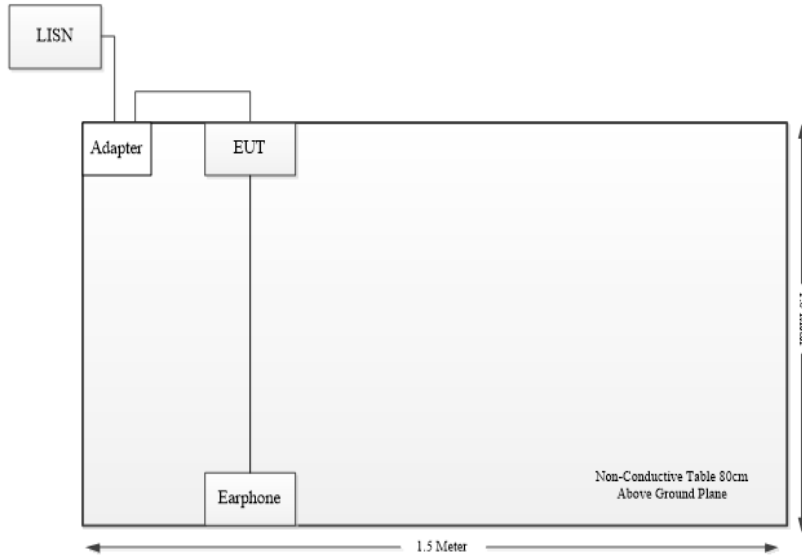 LISN
Adapter
EUT
Earphone
Non-Conductive Table 80cm
Above Ground Plane
1.5 Meter